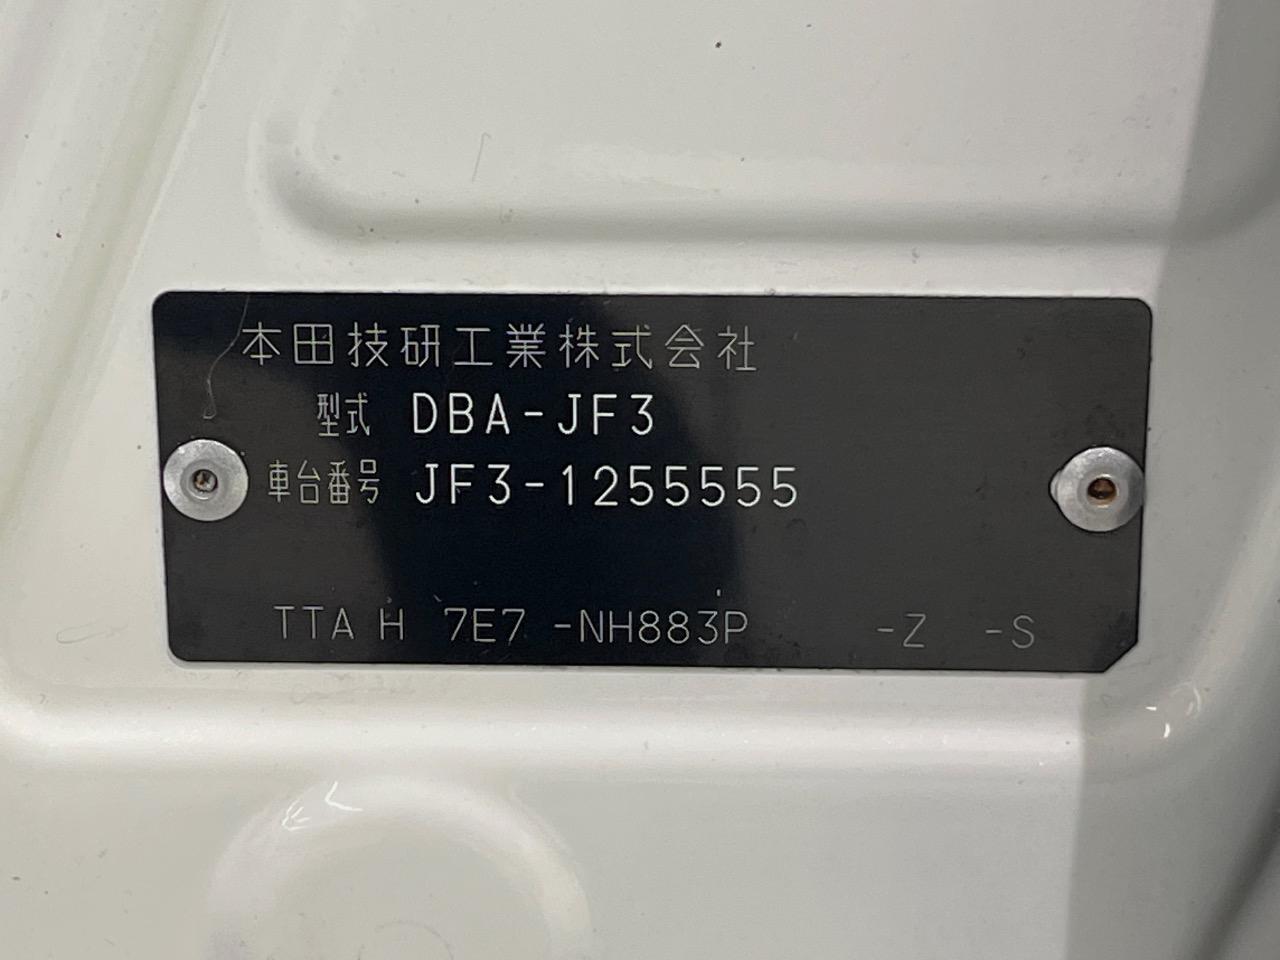 本田技研工業株式会社
型式 DBA-JF3
車台番号 JF3-1255555
TTA H 7E7 -NH883P -Z -S